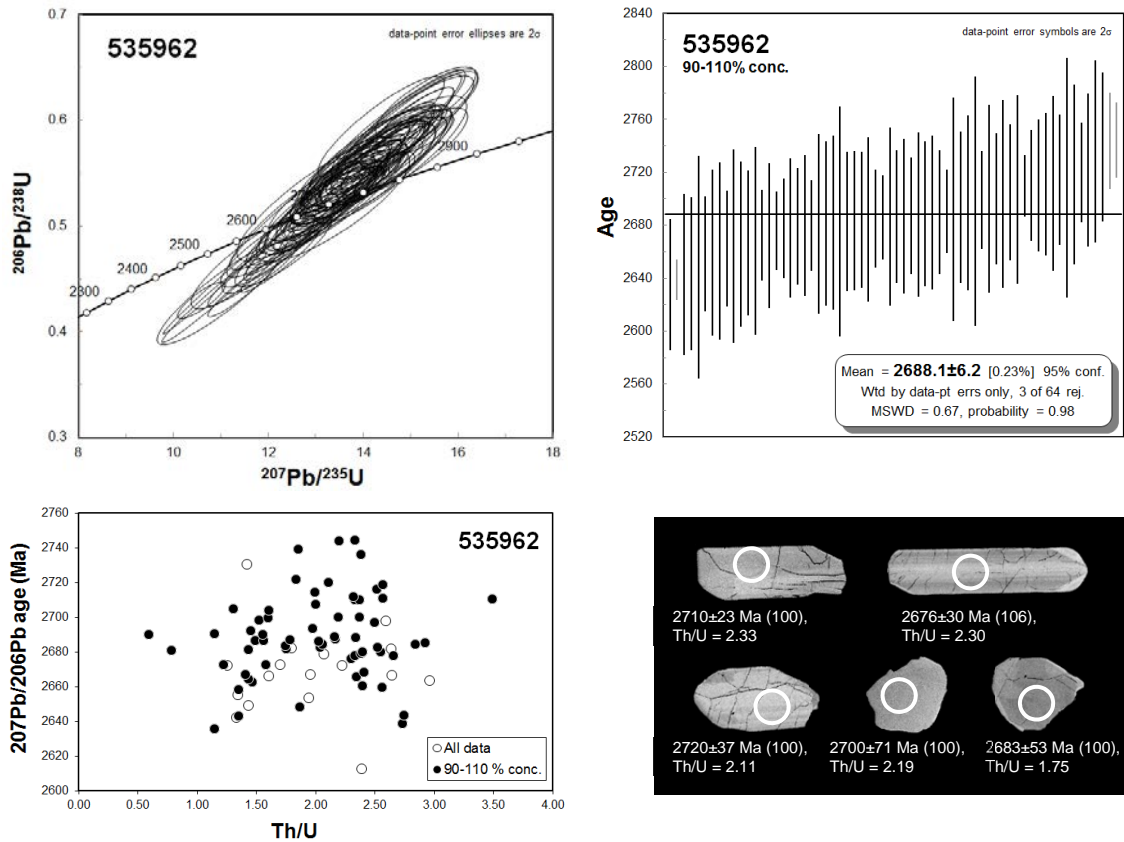 0.7
0.6
0.5
0.4
0.3
8
10
12
14
16
18
206Pb/238U
207Pb/235U
535962
data-point error ellipses are 2σ
2300
2400
2500
2600
2900
2840
2800
2760
2720
2680
2640
2600
2560
2520
Age
535962
90-110% conc.
data-point error symbols are 2σ
Mean = 2688.1±6.2 [0.23%] 95% conf.
Wtd by data-pt errs only, 3 of 64 rej.
MSWD = 0.67, probability = 0.98
2760
2740
2720
2700
2680
2660
2640
2620
2600
0.00 0.50 1.00 1.50 2.00 2.50 3.00 3.50 4.00
207Pb/206Pb age (Ma)
Th/U
535962
All data
90-110 % conc.
2710±23 Ma (100),
Th/U = 2.33
2676±30 Ma (106),
Th/U = 2.30
2720±37 Ma (100),
Th/U = 2.11
2700±71 Ma (100),
Th/U = 2.19
2683±53 Ma (100),
Th/U = 1.75